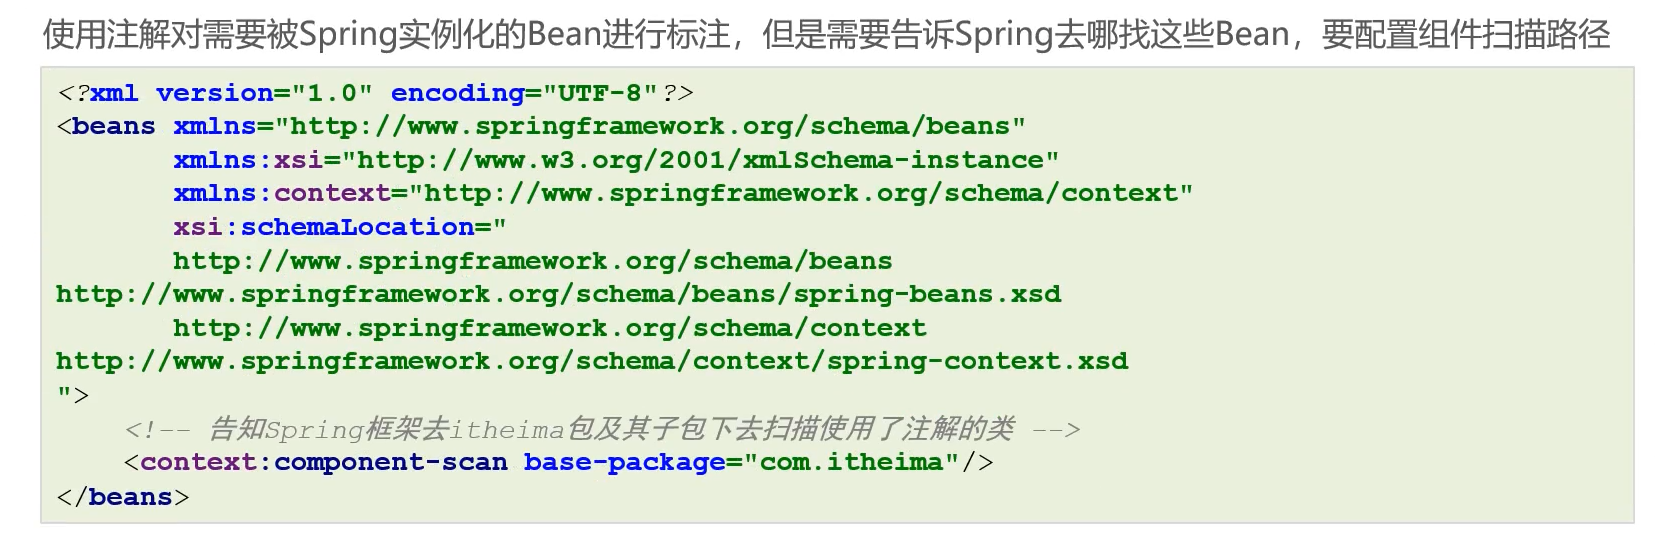 使用注解对需要被Spring实例化的Bean进行标注，但是需要告诉Spring去哪找这些Bean，要配置组件扫描路径
<?xml version="1.0" encoding="UTF-8"?>
<beans xmlns="http://www.springframework.org/schema/beans"
       xmlns:xsi="http://www.w3.org/2001/xmlSchema-instance"
       xmlns:context="http://www.springframework.org/schema/context"
       xsi:schemaLocation="
       http://www.springframework.org/schema/beans
http://www.springframework.org/schema/beans/spring-beans.xsd
       http://www.springframework.org/schema/context
http://www.springframework.org/schema/context/spring-context.xsd
">
    <!-- 告知Spring框架去itheima包及其子包下去扫描使用了注解的类 -->
    <context:component-scan base-package="com.itheima"/>
</beans>